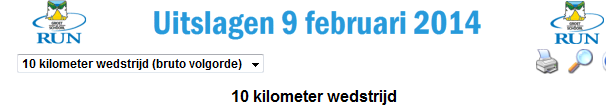 Uitslagen 9 februari 2014
RUN
RUN
10 kilometer wedstrijd (bruto volgorde)
10 kilometer wedstrijd